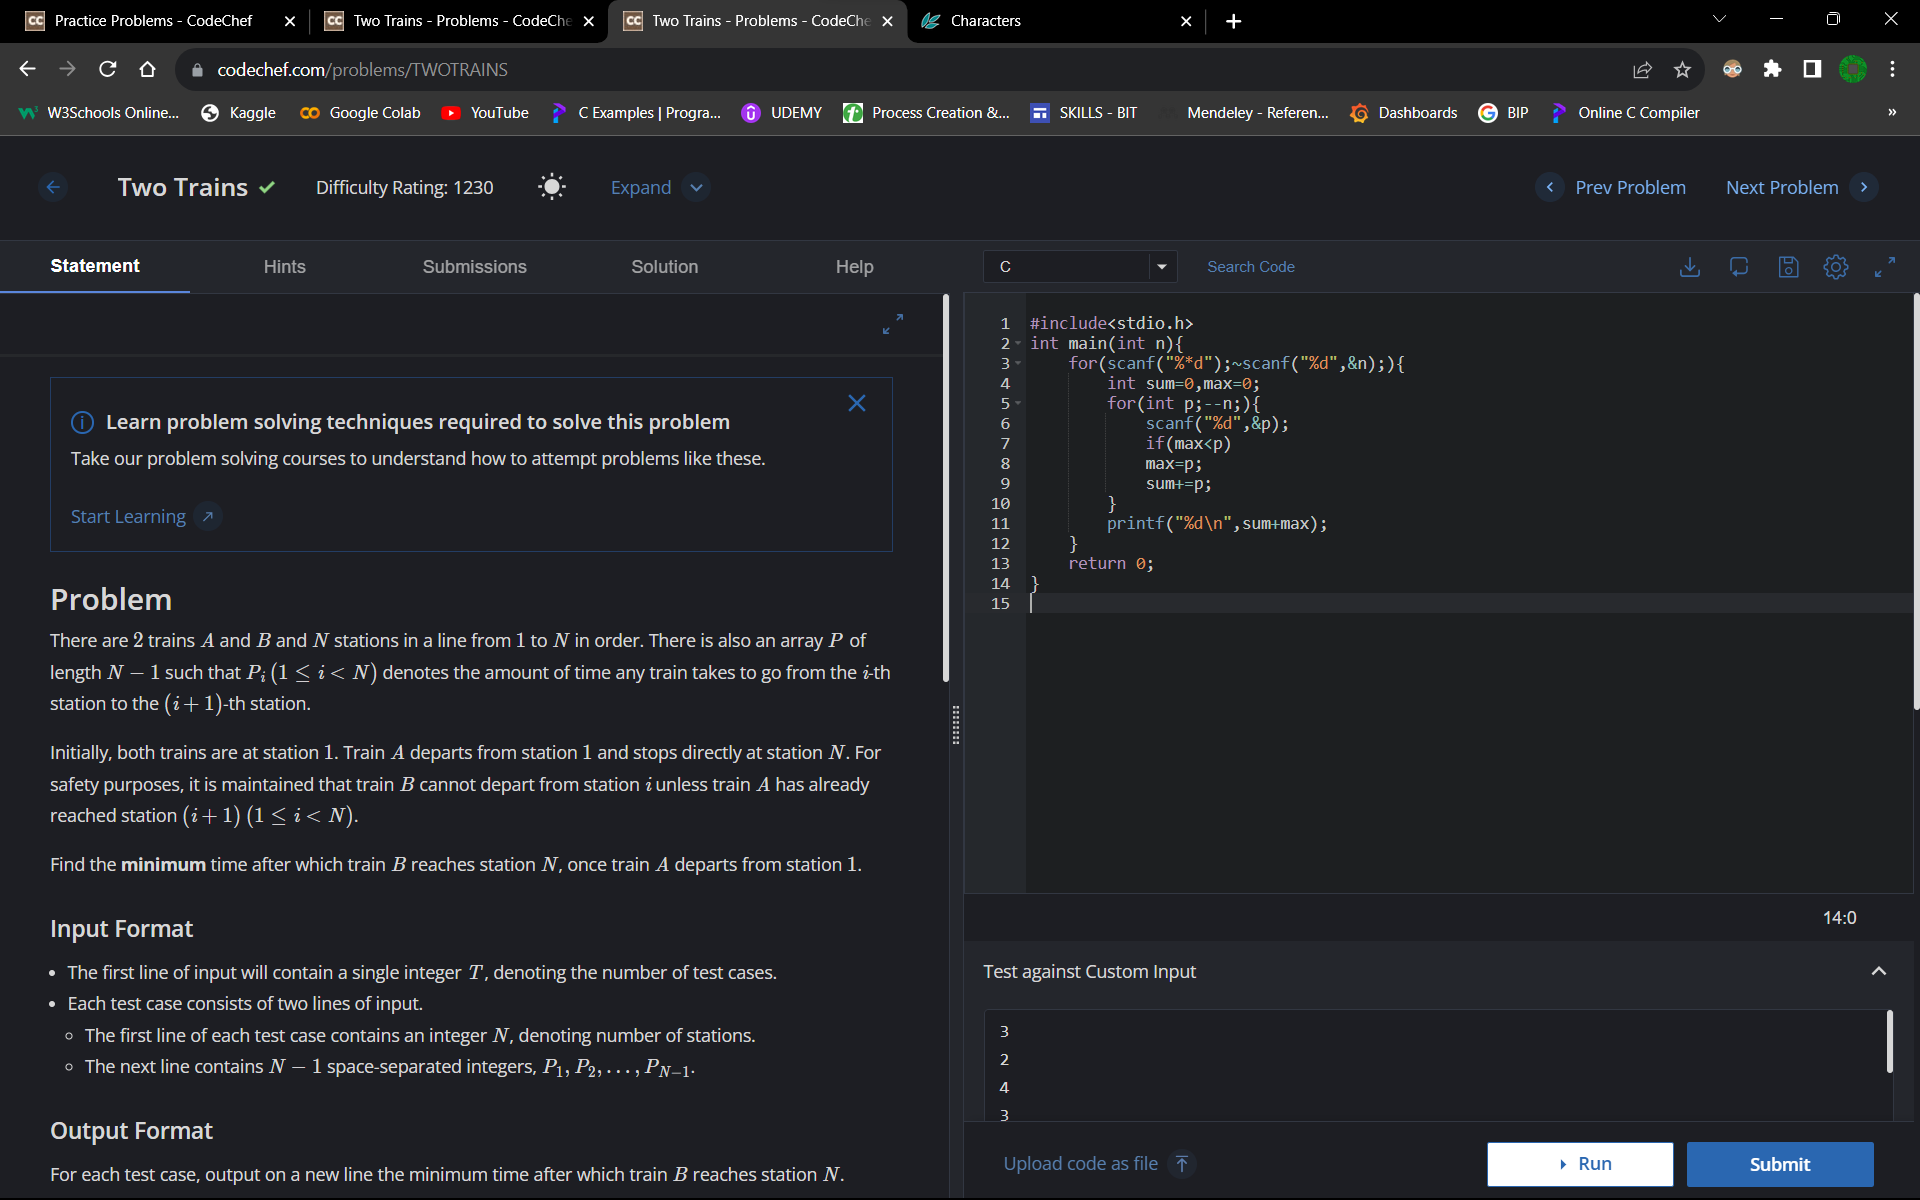 Practice Problems - CodeChef
Two Trains - Problems - CodeChe
Two Trains - Problems - CodeChe
Characters
codechef.com/problems/TWOTRAINS
W3Schools Online...
Kaggle
Google Colab
YouTube
C Examples | Progra...
UDEMY
Process Creation &...
SKILLS - BIT
Mendeley - Referen...
Dashboards
BIP
Online C Compiler
»
Two Trains
Difficulty Rating: 1230
Expand
Prev Problem
Next Problem
Statement
Hints
Submissions
Solution
Help
C
Search Code
Learn problem solving techniques required to solve this problem
Take our problem solving courses to understand how to attempt problems like these.
Start Learning
Problem
There are 2 trains A and B and N stations in a line from 1 to N in order. There is also an array P of
length N − 1 such that P_i (1 ≤ i < N) denotes the amount of time any train takes to go from the i-th
station to the (i + 1)-th station.
Initially, both trains are at station 1. Train A departs from station 1 and stops directly at station N. For
safety purposes, it is maintained that train B cannot depart from station i unless train A has already
reached station (i + 1) (1 ≤ i < N).
Find the minimum time after which train B reaches station N, once train A departs from station 1.
Input Format
• The first line of input will contain a single integer T, denoting the number of test cases.
• Each test case consists of two lines of input.
◦ The first line of each test case contains an integer N, denoting number of stations.
◦ The next line contains N − 1 space-separated integers, P_1, P_2, ..., P_{N−1}.
Output Format
For each test case, output on a new line the minimum time after which train B reaches station N.
1 #include<stdio.h>
2 int main(int n){
3 for(scanf("%*d");~scanf("%d",&n);){
4 int sum=0,max=0;
5 for(int p;--n;){
6 scanf("%d",&p);
7 if(max<p)
8 max=p;
9 sum+=p;
10 }
11 printf("%d\n",sum+max);
12 }
13 return 0;
14 }
15
14:0
Test against Custom Input
3
2
4
3
Upload code as file
Run
Submit